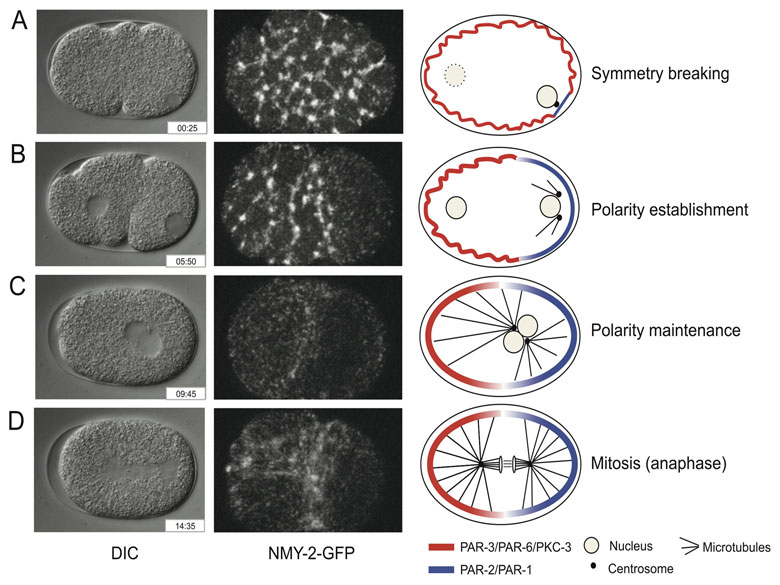 A
00:25
Symmetry breaking
B
05:50
Polarity establishment
C
09:45
Polarity maintenance
D
14:35
Mitosis (anaphase)
DIC
NMY-2-GFP
PAR-3/PAR-6/PKC-3
Nucleus
Microtubules
PAR-2/PAR-1
Centrosome